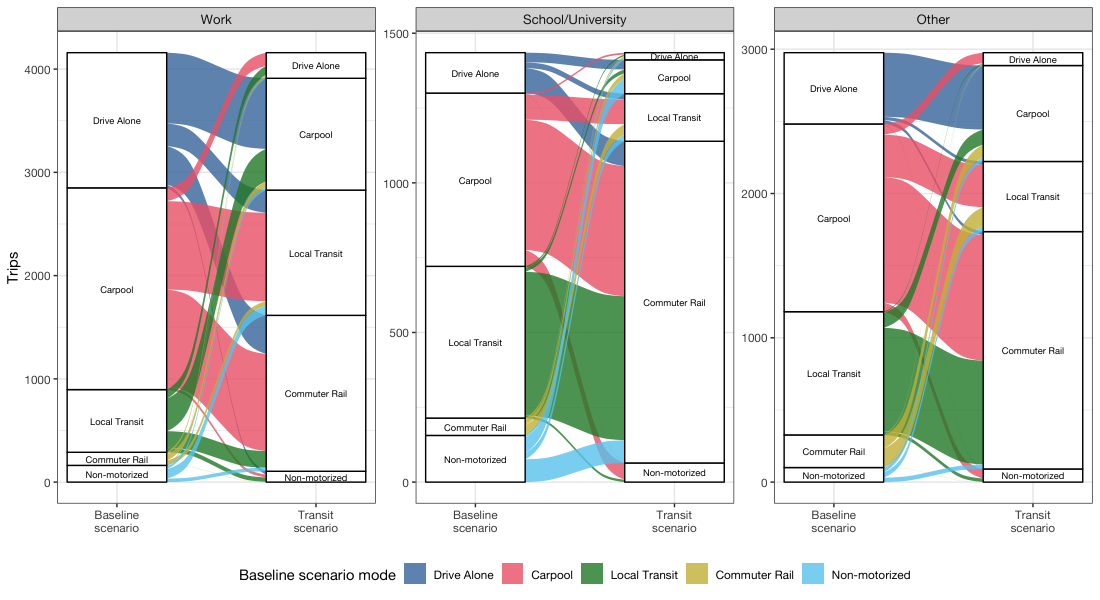 Work
School/University
Other
Trips
4000
3000
2000
1000
0
Drive Alone
Carpool
Local Transit
Commuter Rail
Non-motorized
Drive Alone
Carpool
Local Transit
Commuter Rail
Non-motorized
Baseline
scenario
Transit
scenario
1500
1000
500
0
Drive Alone
Carpool
Local Transit
Commuter Rail
Non-motorized
Drive Alone
Carpool
Local Transit
Commuter Rail
Non-motorized
Baseline
scenario
Transit
scenario
3000
2000
1000
0
Drive Alone
Carpool
Local Transit
Commuter Rail
Non-motorized
Drive Alone
Carpool
Local Transit
Commuter Rail
Non-motorized
Baseline
scenario
Transit
scenario
Baseline scenario mode Drive Alone Carpool Local Transit Commuter Rail Non-motorized